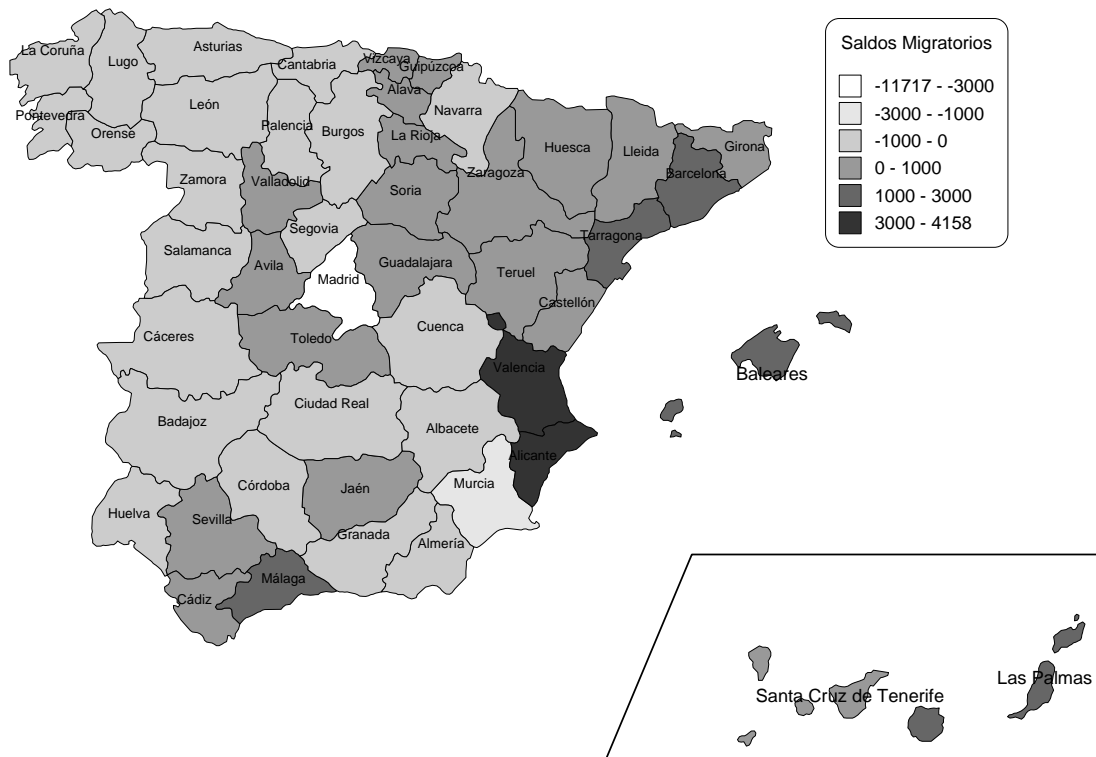 Saldos Migratorios
-11717 - -3000
-3000 - -1000
-1000 - 0
0 - 1000
1000 - 3000
3000 - 4158
La Coruña
Lugo
Asturias
Cantabria
Vizcaya
Guipúzcoa
Alava
Navarra
Pontevedra
Orense
León
Palencia
Burgos
La Rioja
Huesca
Lleida
Girona
Barcelona
Zaragoza
Zamora
Valladolid
Soria
Segovia
Tarragona
Salamanca
Avila
Madrid
Guadalajara
Teruel
Castellón
Cáceres
Toledo
Cuenca
Valencia
Baleares
Badajoz
Ciudad Real
Albacete
Alicante
Huelva
Sevilla
Córdoba
Jaén
Murcia
Granada
Almería
Cádiz
Málaga
Santa Cruz de Tenerife
Las Palmas